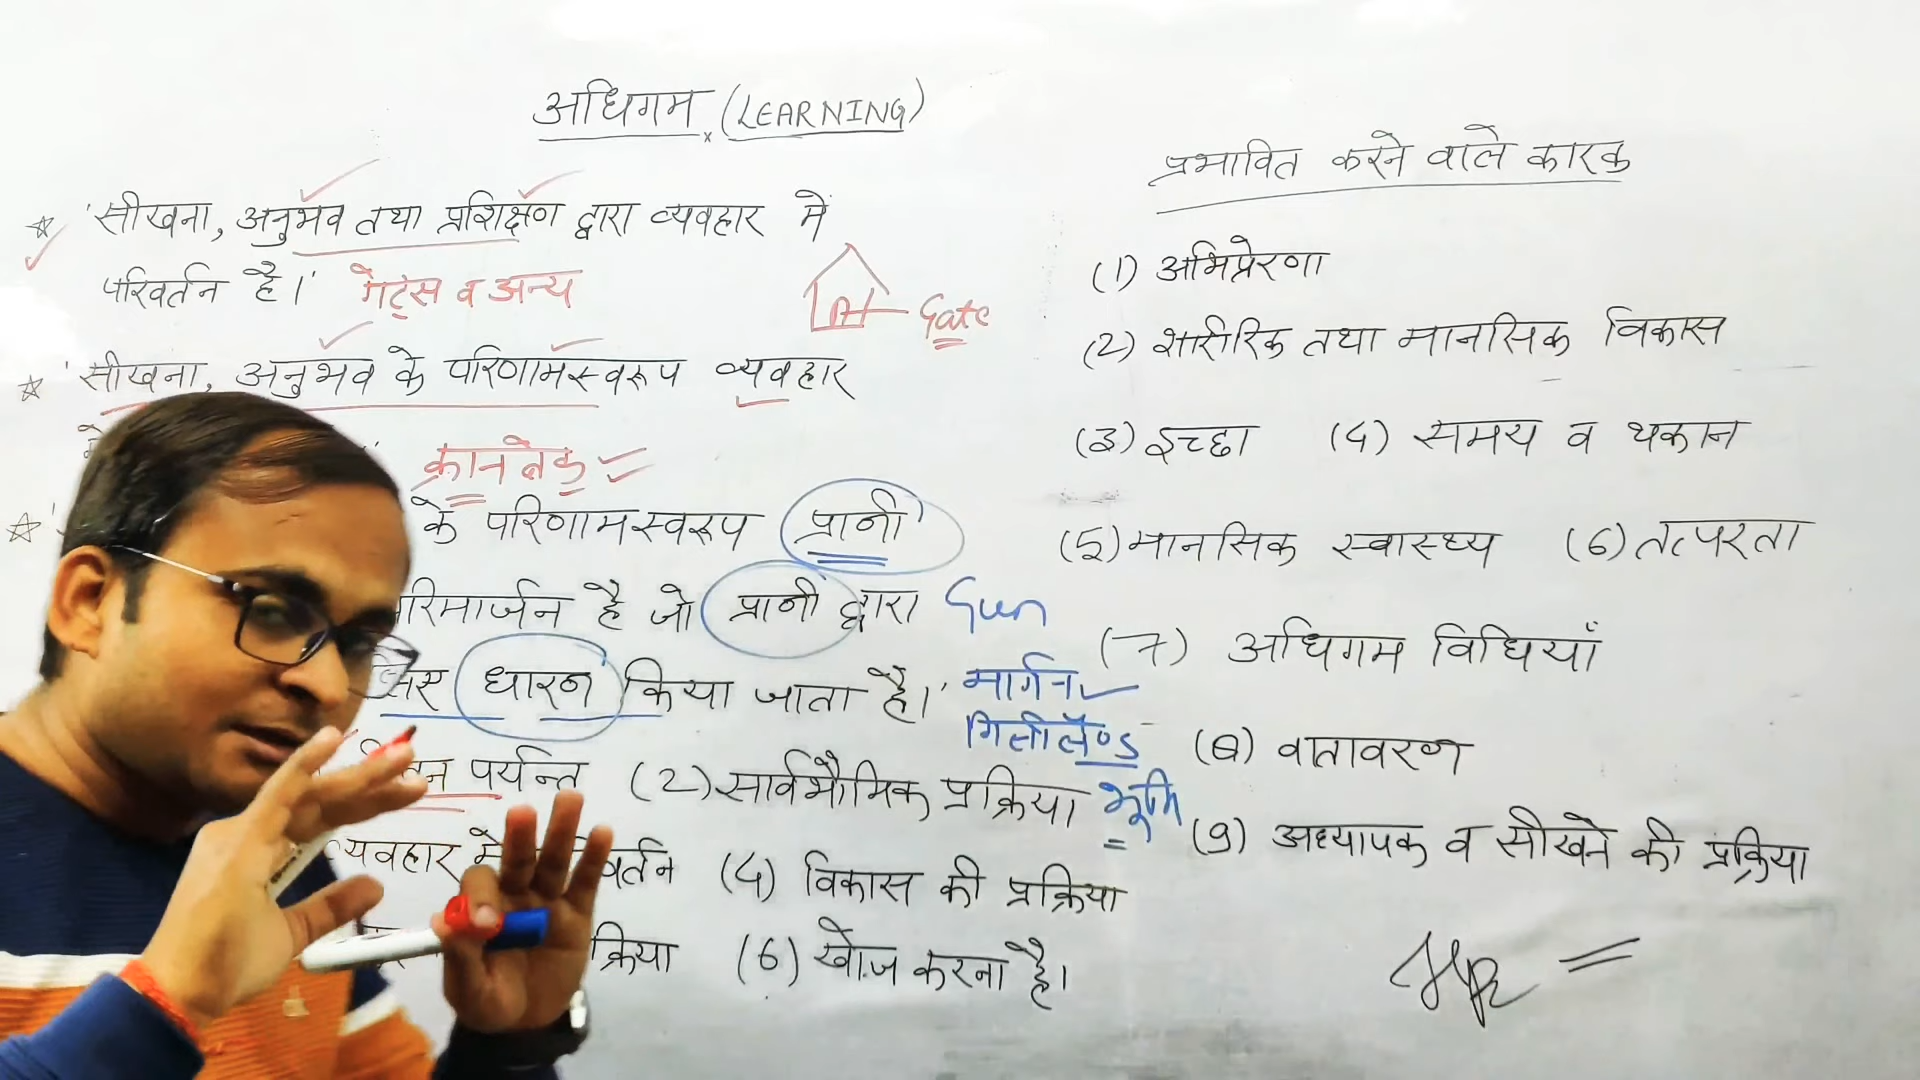 अधिगम (LEARNING)
'सीखना, अनुभव तथा प्रशिक्षण द्वारा व्यवहार में
परिवर्तन है।' गेट्स व अन्य
Gate
'सीखना, अनुभव के परिणामस्वरूप व्यवहार
क्रानबेक
के परिणामस्वरूप प्रानी
है जो प्रानी द्वारा Gun
धारण किया जाता है।' मार्गन
गिलीलैण्ड
पर्यन्त (2) सार्वभौमिक प्रक्रिया भूमि
व्यवहार में (4) विकास की प्रक्रिया
(6) खोज करना है।
प्रभावित करने वाले कारक
(1) अभिप्रेरणा
(2) शारीरिक तथा मानसिक विकास
(3) इच्छा (4) समय व थकान
(5) मानसिक स्वास्थ्य (6) तत्परता
(7) अधिगम विधियाँ
(8) वातावरण
(9) अध्यापक व सीखने की प्रक्रिया